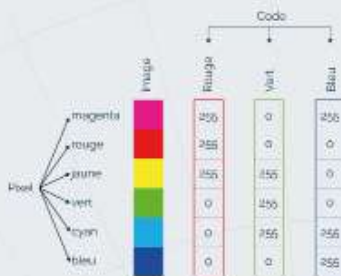 Code
Image
Rouge
Vert
Bleu
Pixel
magenta 255 0 255
rouge 255 0 0
jaune 255 255 0
vert 0 255 0
cyan 0 255 255
bleu 0 0 255